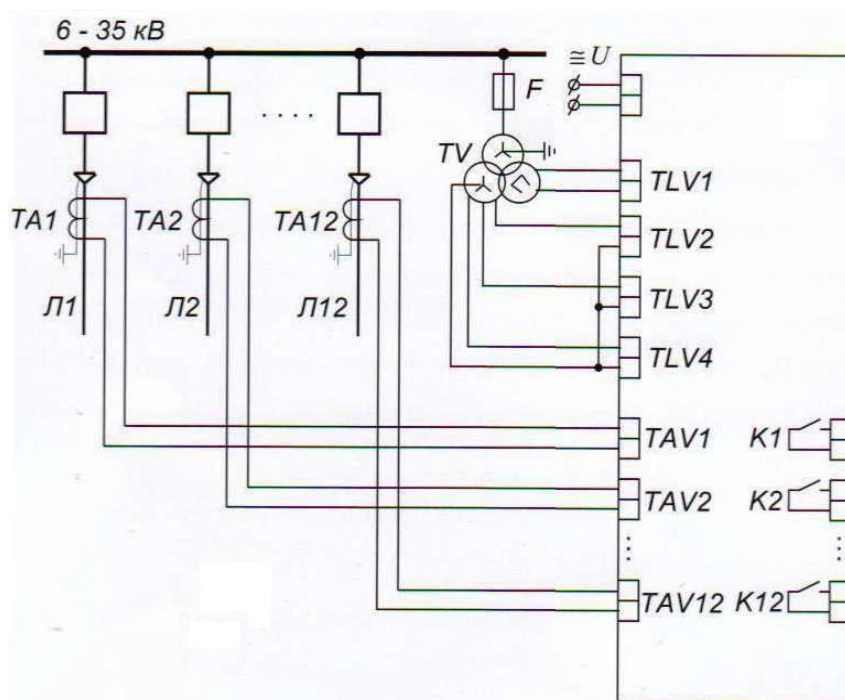 6 - 35 кВ
≅ U
F
TV
TLV1
TA1 TA2 TA12
TLV2
Л1 Л2 Л12
TLV3
TLV4
TAV1 K1
TAV2 K2
TAV12 K12